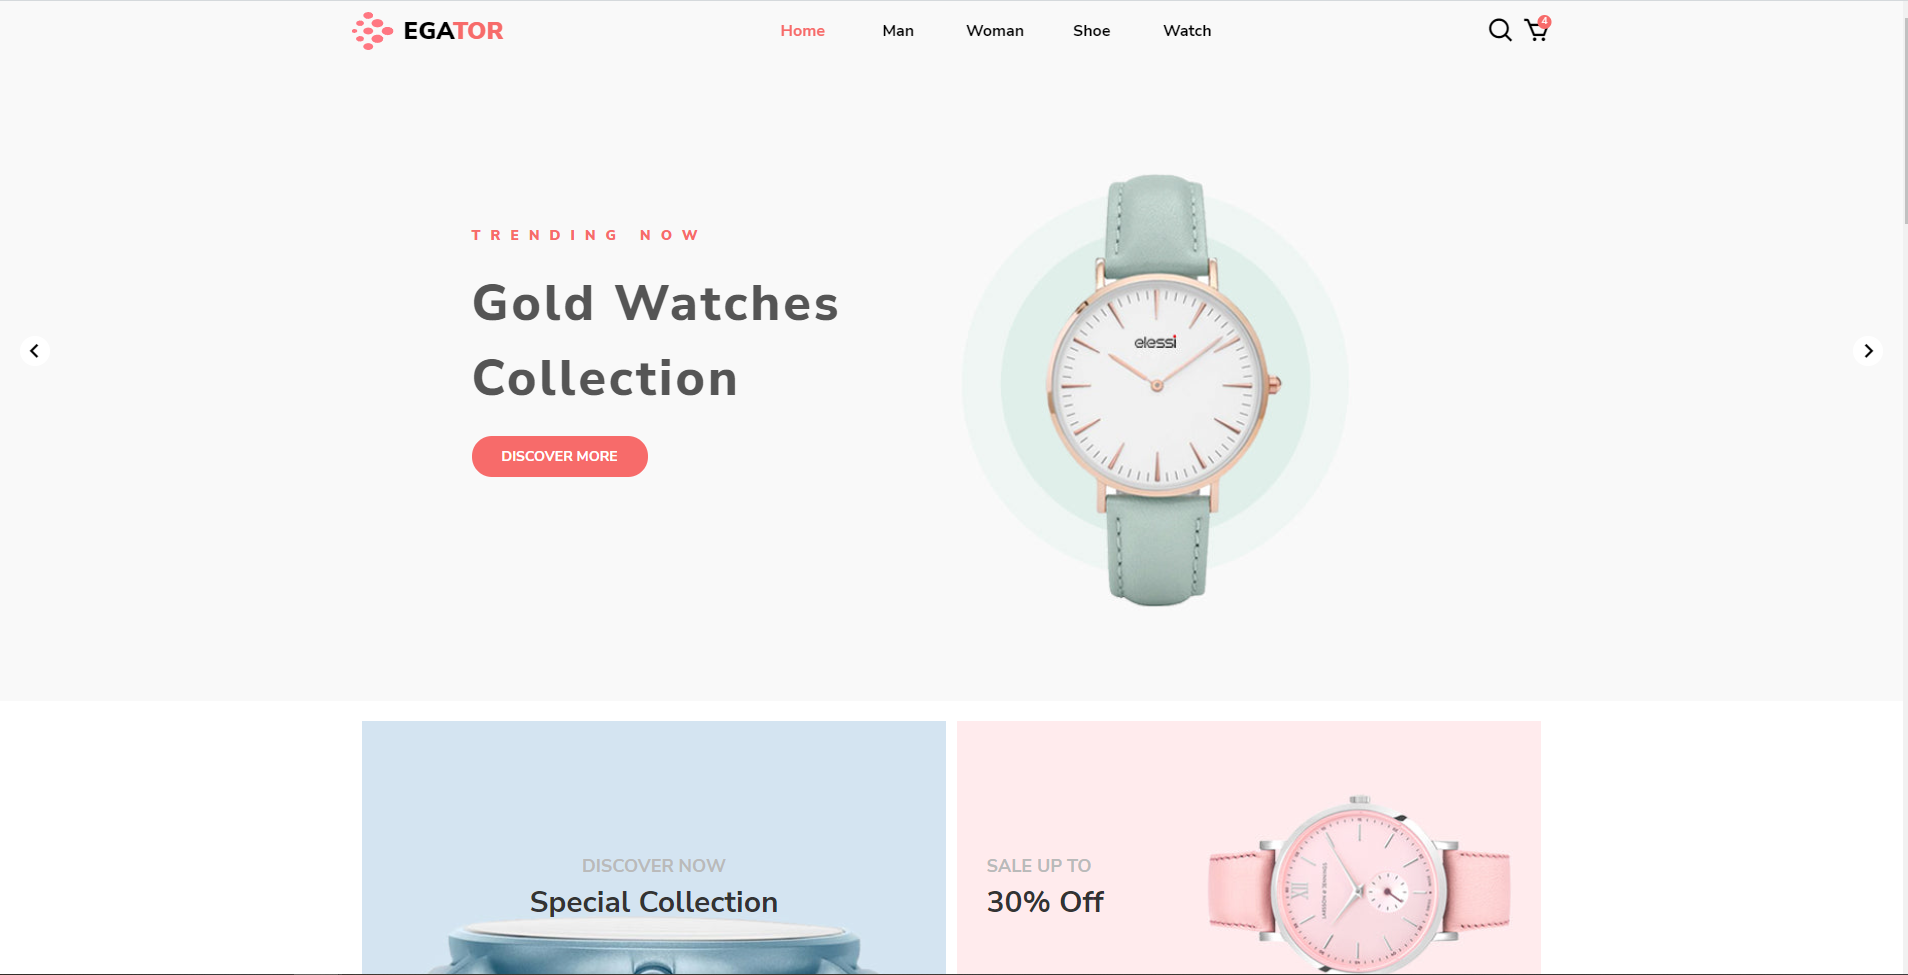 EGATOR
Home
Man
Woman
Shoe
Watch
4
TRENDING NOW
Gold Watches
Collection
DISCOVER MORE
elessi
DISCOVER NOW
Special Collection
SALE UP TO
30% Off